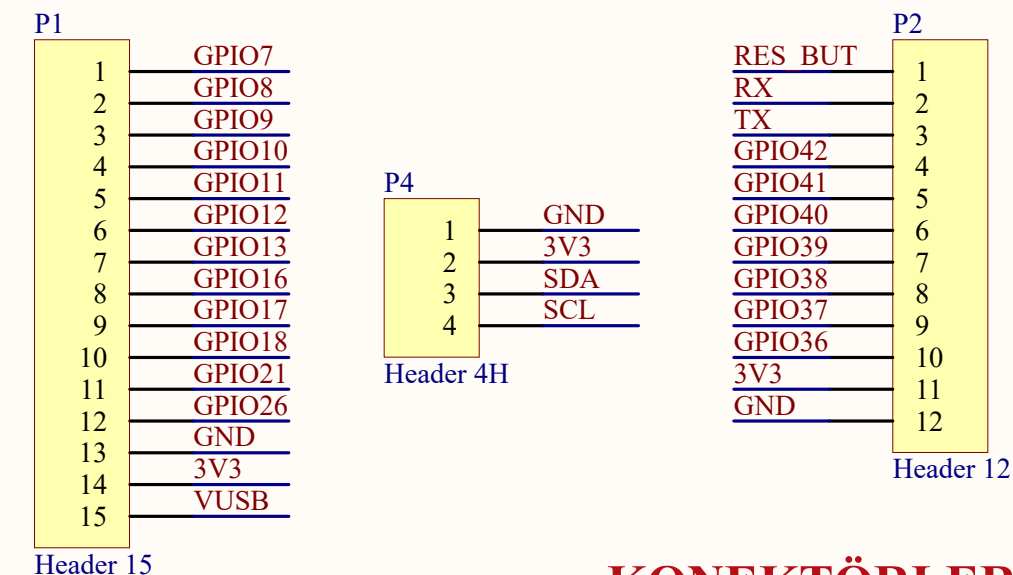 P1
1 GPIO7
2 GPIO8
3 GPIO9
4 GPIO10
5 GPIO11
6 GPIO12
7 GPIO13
8 GPIO16
9 GPIO17
10 GPIO18
11 GPIO21
12 GPIO26
13 GND
14 3V3
15 VUSB
Header 15
P4
1 GND
2 3V3
3 SDA
4 SCL
Header 4H
P2
RES_BUT 1
RX 2
TX 3
GPIO42 4
GPIO41 5
GPIO40 6
GPIO39 7
GPIO38 8
GPIO37 9
GPIO36 10
3V3 11
GND 12
Header 12
KONEKTÖRLER